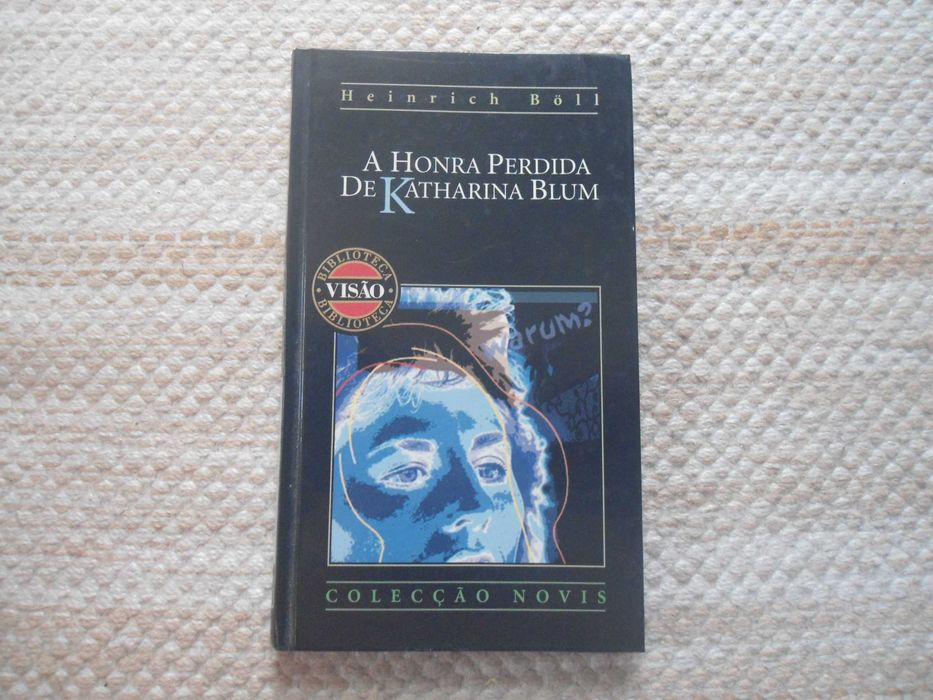 Heinrich Böll
A HONRA PERDIDA
DE KATHARINA BLUM
BIBLIOTECA
VISÃO
BIBLIOTECA
warum?
COLECÇÃO NOVIS